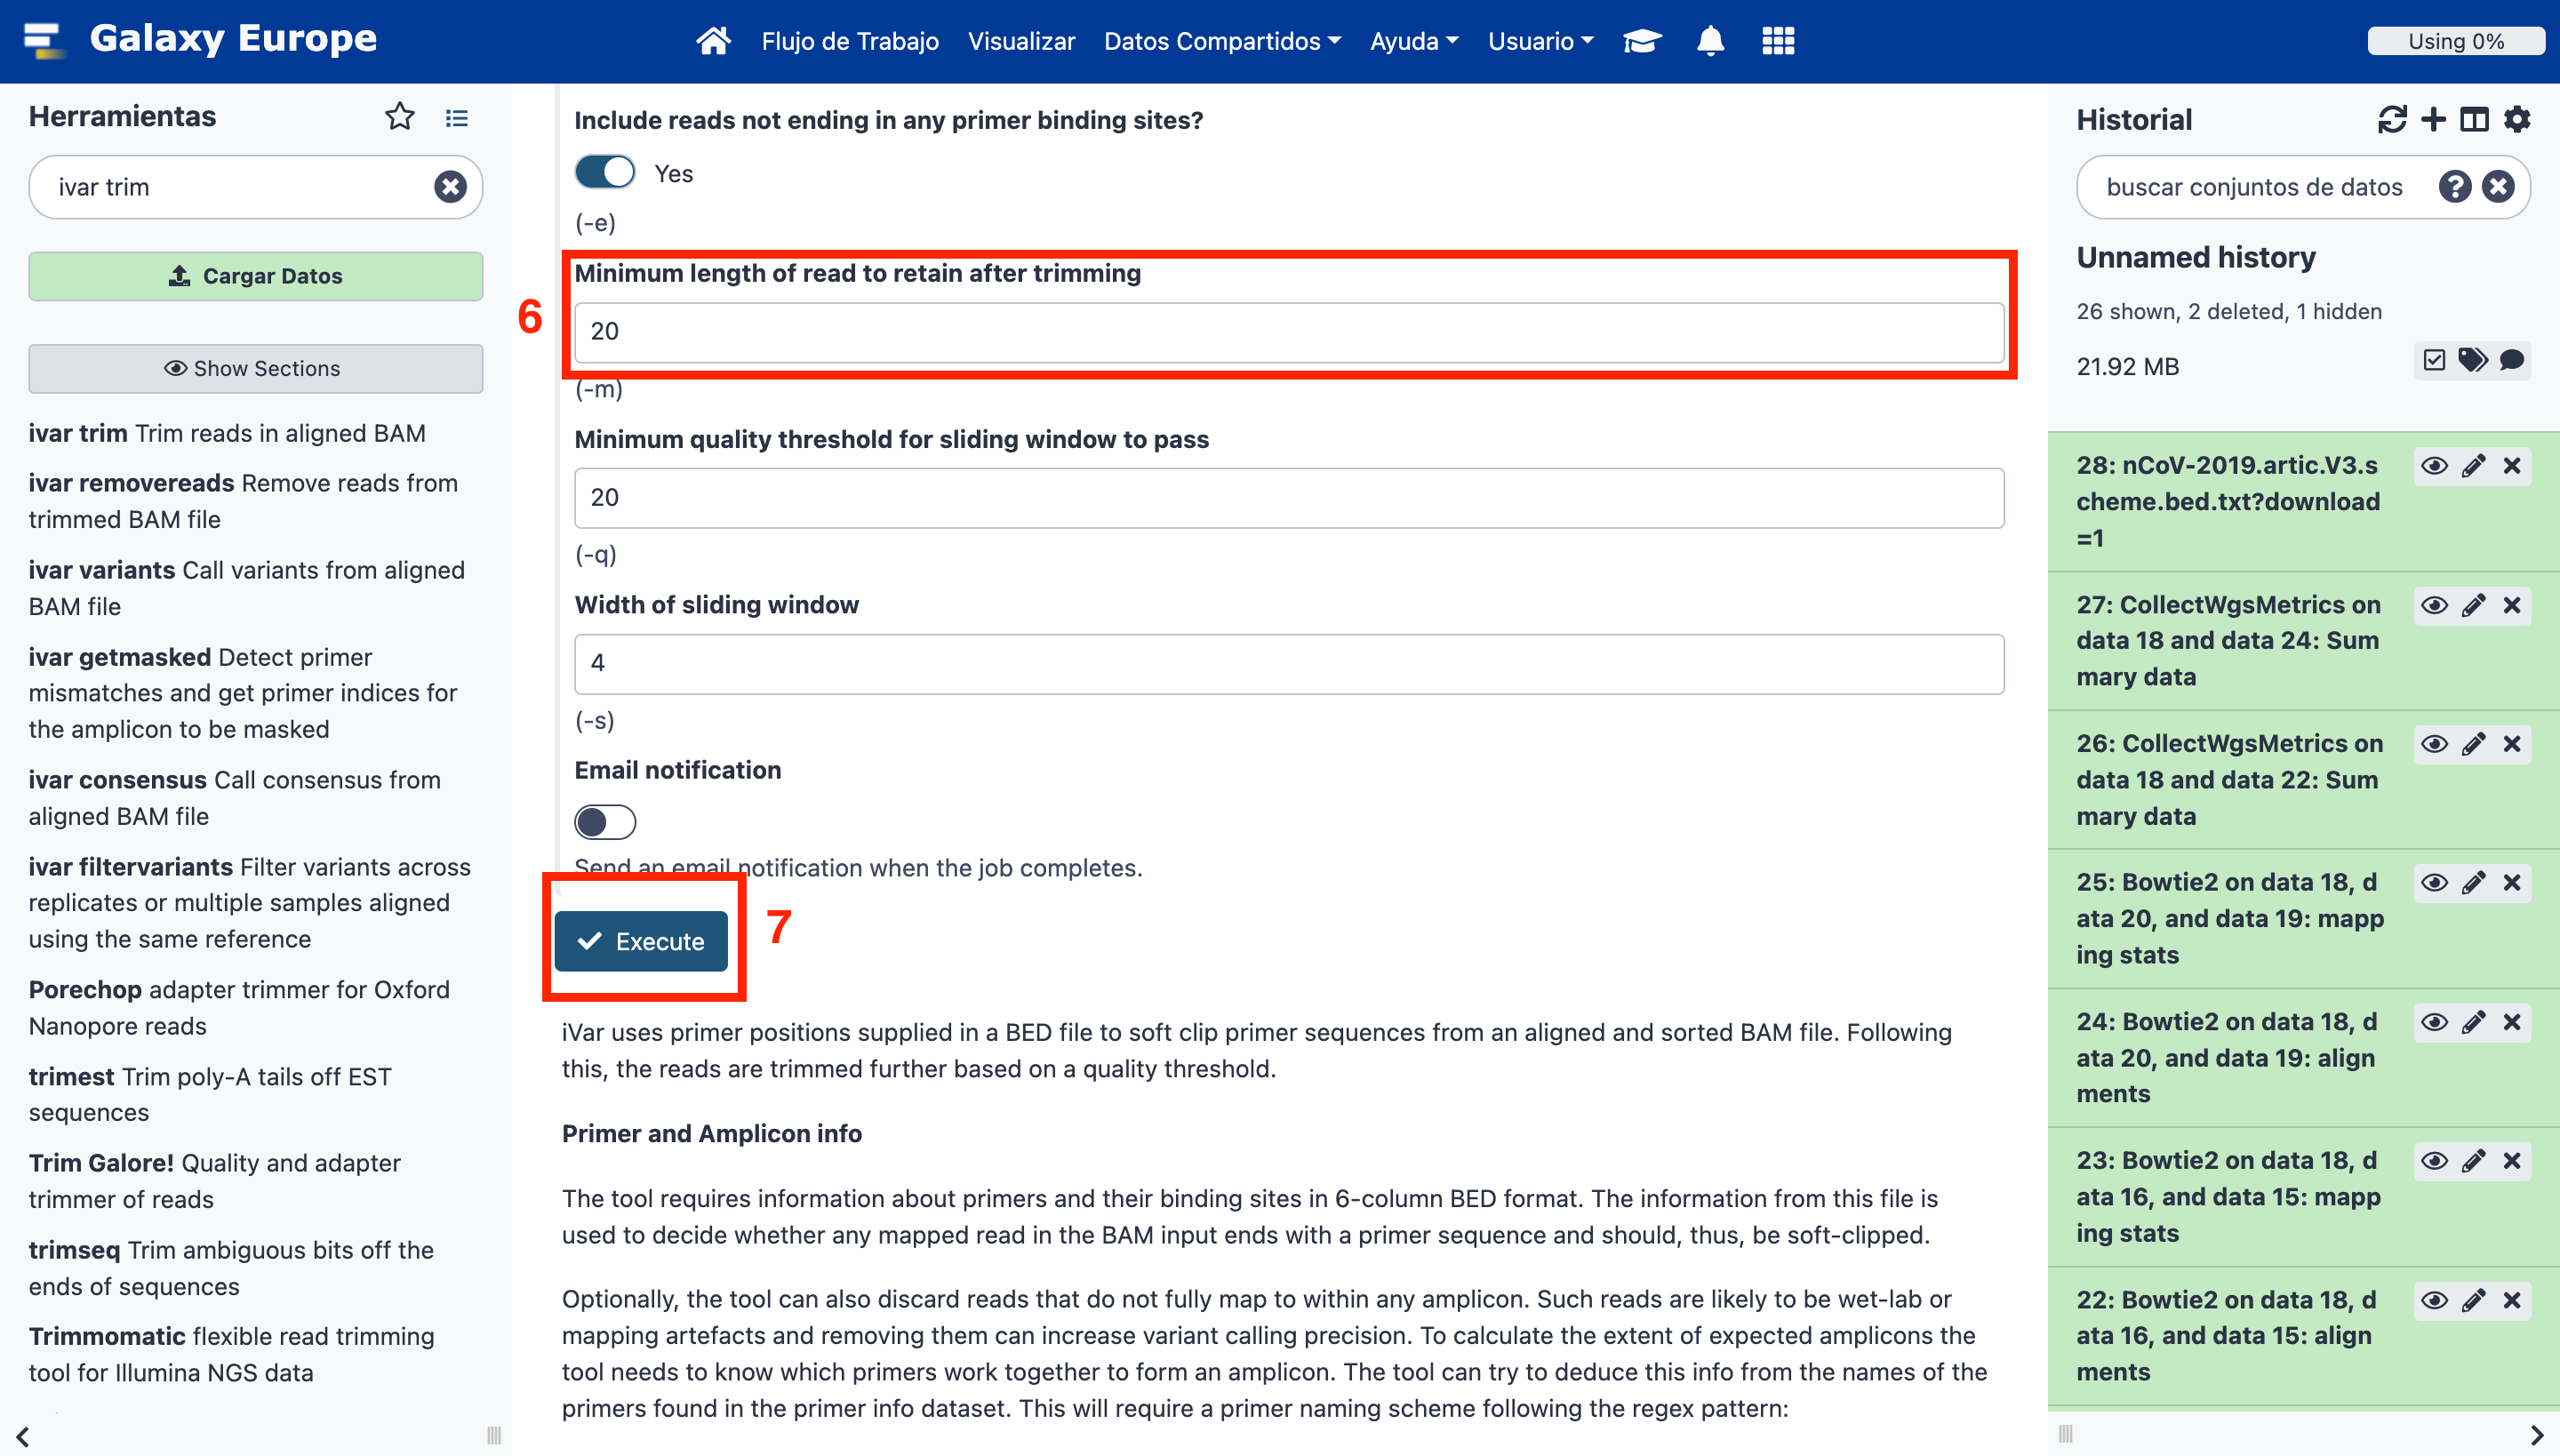 Galaxy Europe
Flujo de Trabajo
Visualizar
Datos Compartidos
Ayuda
Usuario
Using 0%
Herramientas
ivar trim
Cargar Datos
Show Sections
ivar trim Trim reads in aligned BAM
ivar removereads Remove reads from
trimmed BAM file
ivar variants Call variants from aligned
BAM file
ivar getmasked Detect primer
mismatches and get primer indices for
the amplicon to be masked
ivar consensus Call consensus from
aligned BAM file
ivar filtervariants Filter variants across
replicates or multiple samples aligned
using the same reference
Porechop adapter trimmer for Oxford
Nanopore reads
trimest Trim poly-A tails off EST
sequences
Trim Galore! Quality and adapter
trimmer of reads
trimseq Trim ambiguous bits off the
ends of sequences
Trimmomatic flexible read trimming
tool for Illumina NGS data
Include reads not ending in any primer binding sites?
Yes
(-e)
6
Minimum length of read to retain after trimming
20
(-m)
Minimum quality threshold for sliding window to pass
20
(-q)
Width of sliding window
4
(-s)
Email notification
Send an email notification when the job completes.
Execute
7
iVar uses primer positions supplied in a BED file to soft clip primer sequences from an aligned and sorted BAM file. Following
this, the reads are trimmed further based on a quality threshold.
Primer and Amplicon info
The tool requires information about primers and their binding sites in 6-column BED format. The information from this file is
used to decide whether any mapped read in the BAM input ends with a primer sequence and should, thus, be soft-clipped.
Optionally, the tool can also discard reads that do not fully map to within any amplicon. Such reads are likely to be wet-lab or
mapping artefacts and removing them can increase variant calling precision. To calculate the extent of expected amplicons the
tool needs to know which primers work together to form an amplicon. The tool can try to deduce this info from the names of the
primers found in the primer info dataset. This will require a primer naming scheme following the regex pattern:
Historial
buscar conjuntos de datos
Unnamed history
26 shown, 2 deleted, 1 hidden
21.92 MB
28: nCoV-2019.artic.V3.s
cheme.bed.txt?download
=1
27: CollectWgsMetrics on
data 18 and data 24: Sum
mary data
26: CollectWgsMetrics on
data 18 and data 22: Sum
mary data
25: Bowtie2 on data 18, d
ata 20, and data 19: mapp
ing stats
24: Bowtie2 on data 18, d
ata 20, and data 19: align
ments
23: Bowtie2 on data 18, d
ata 16, and data 15: mapp
ing stats
22: Bowtie2 on data 18, d
ata 16, and data 15: align
ments